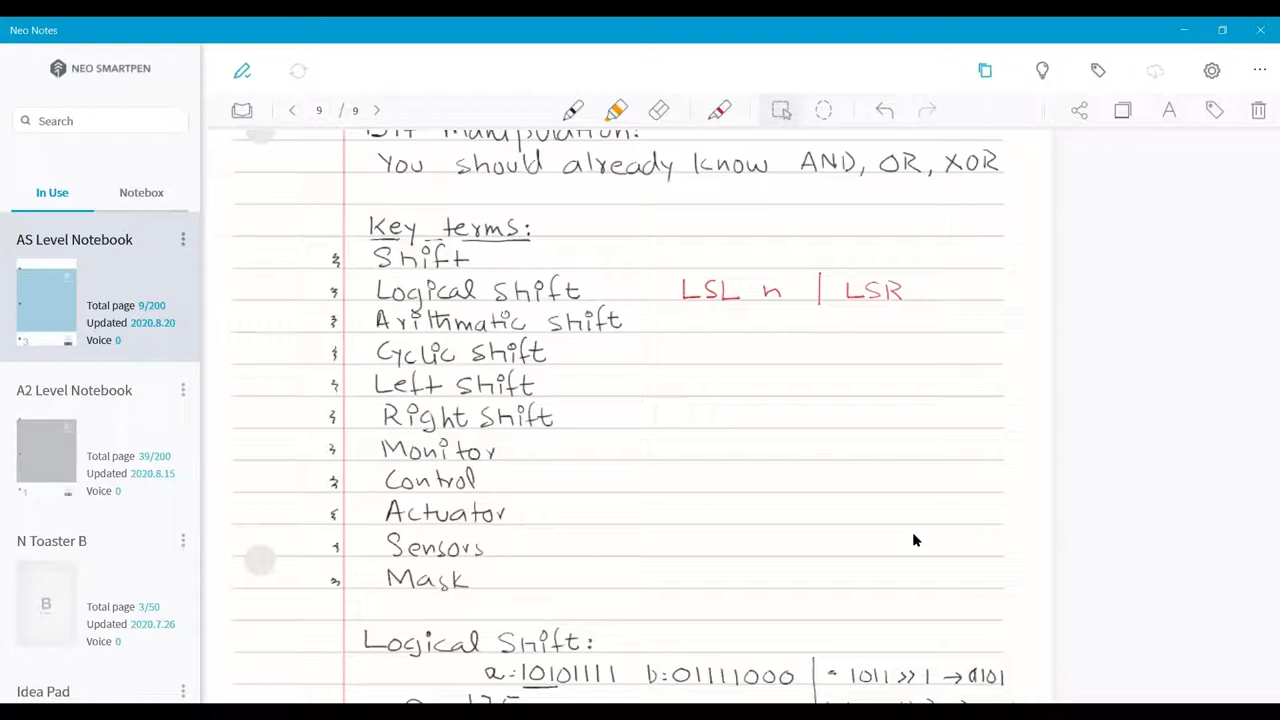 Neo Notes
NEO SMARTPEN
Search
In Use Notebox
AS Level Notebook
Total page 9/200
Updated 2020.8.20
Voice 0
A2 Level Notebook
Total page 39/200
Updated 2020.8.15
Voice 0
N Toaster B
B
Total page 3/50
Updated 2020.7.26
Voice 0
Idea Pad
9 / 9
Bit Manipulation:
You should already know AND, OR, XOR
Key terms:
Shift
Logical shift LSL n | LSR
Arithmatic shift
Cyclic shift
Left shift
Right shift
Monitor
Control
Actuator
Sensors
Mask
Logical Shift:
a:10101111 b:01111000 | 1011 >> 1 → 0101